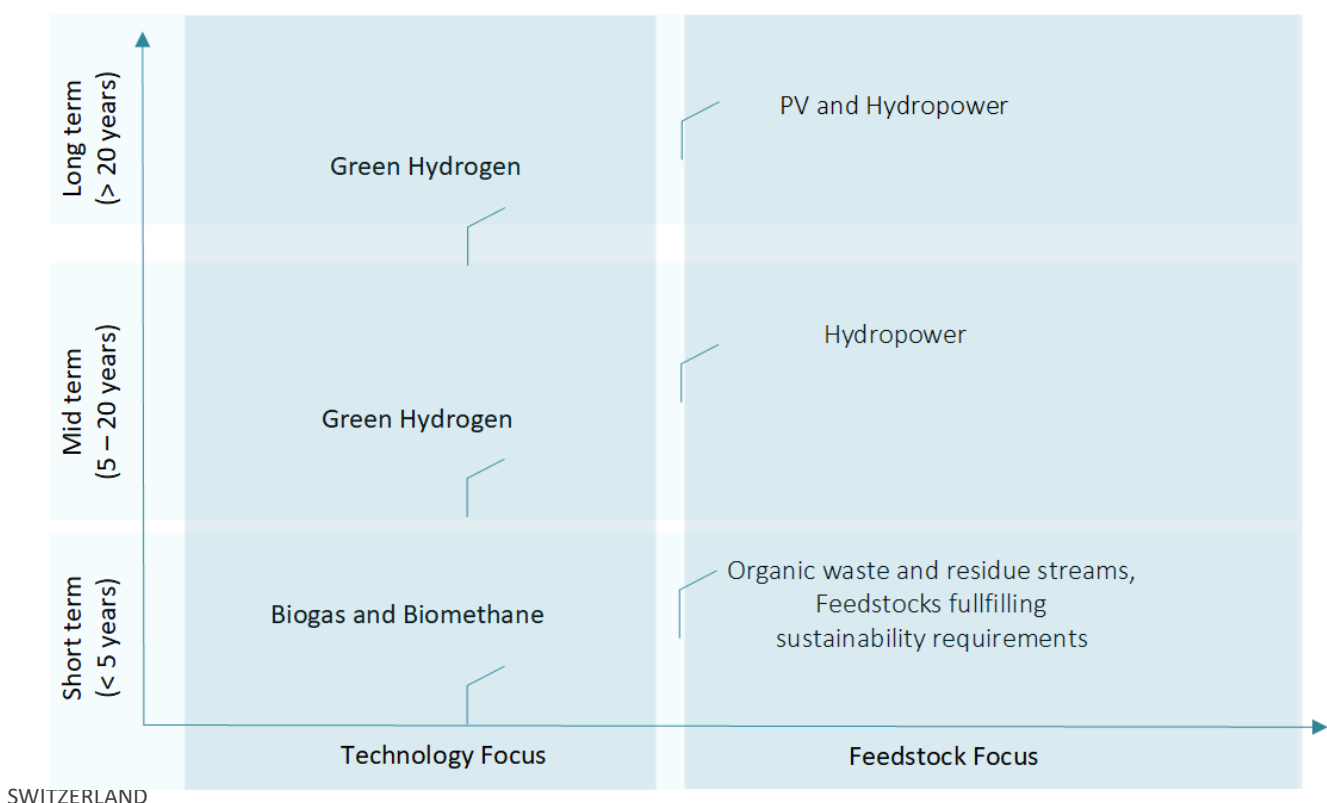 Long term
(> 20 years)
Green Hydrogen
PV and Hydropower
Mid term
(5 – 20 years)
Green Hydrogen
Hydropower
Short term
(< 5 years)
Biogas and Biomethane
Organic waste and residue streams,
Feedstocks fullfilling
sustainability requirements
Technology Focus
Feedstock Focus
SWITZERLAND